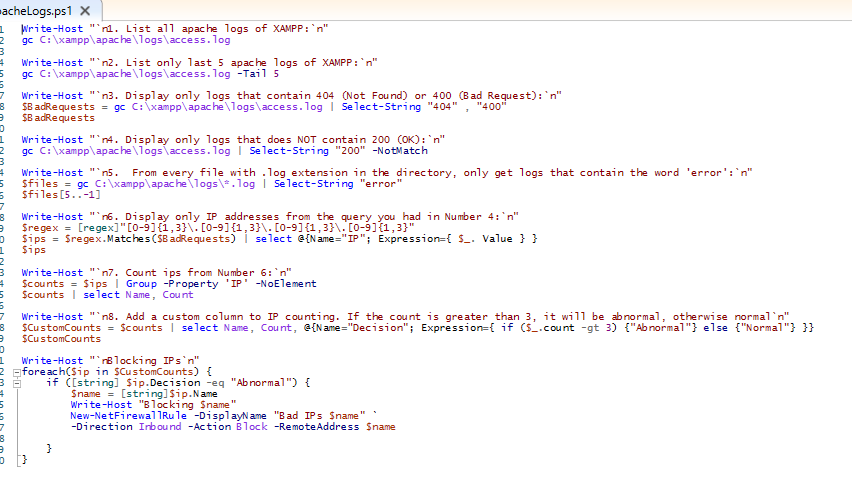 pacheLogs.ps1
1 Write-Host "`n1. List all apache logs of XAMPP:`n"
2 gc C:\xampp\apache\logs\access.log
3
4 Write-Host "`n2. List only last 5 apache logs of XAMPP:`n"
5 gc C:\xampp\apache\logs\access.log -Tail 5
6
7 Write-Host "`n3. Display only logs that contain 404 (Not Found) or 400 (Bad Request):`n"
8 $BadRequests = gc C:\xampp\apache\logs\access.log | Select-String "404" , "400"
9 $BadRequests
0
1 Write-Host "`n4. Display only logs that does NOT contain 200 (OK):`n"
2 gc C:\xampp\apache\logs\access.log | Select-String "200" -NotMatch
3
4 Write-Host "`n5.  From every file with .log extension in the directory, only get logs that contain the word 'error':`n"
5 $files = gc C:\xampp\apache\logs\*.log | Select-String "error"
6 $files[5..-1]
7
8 Write-Host "`n6. Display only IP addresses from the query you had in Number 4:`n"
9 $regex = [regex]"[0-9]{1,3}\.[0-9]{1,3}\.[0-9]{1,3}\.[0-9]{1,3}"
0 $ips = $regex.Matches($BadRequests) | select @{Name="IP"; Expression={ $_. Value } }
1 $ips
2
3 Write-Host "`n7. Count ips from Number 6:`n"
4 $counts = $ips | Group -Property 'IP' -NoElement
5 $counts | select Name, Count
6
7 Write-Host "`n8. Add a custom column to IP counting. If the count is greater than 3, it will be abnormal, otherwise normal`n"
8 $CustomCounts = $counts | select Name, Count, @{Name="Decision"; Expression={ if ($_.count -gt 3) {"Abnormal"} else {"Normal"} }}
9 $CustomCounts
0
1 Write-Host "`nBlocking IPs`n"
2 foreach($ip in $CustomCounts) {
3     if ([string] $ip.Decision -eq "Abnormal") {
4         $name = [string]$ip.Name
5         Write-Host "Blocking $name"
6         New-NetFirewallRule -DisplayName "Bad IPs $name" `
7         -Direction Inbound -Action Block -RemoteAddress $name
8
9     }
0 }